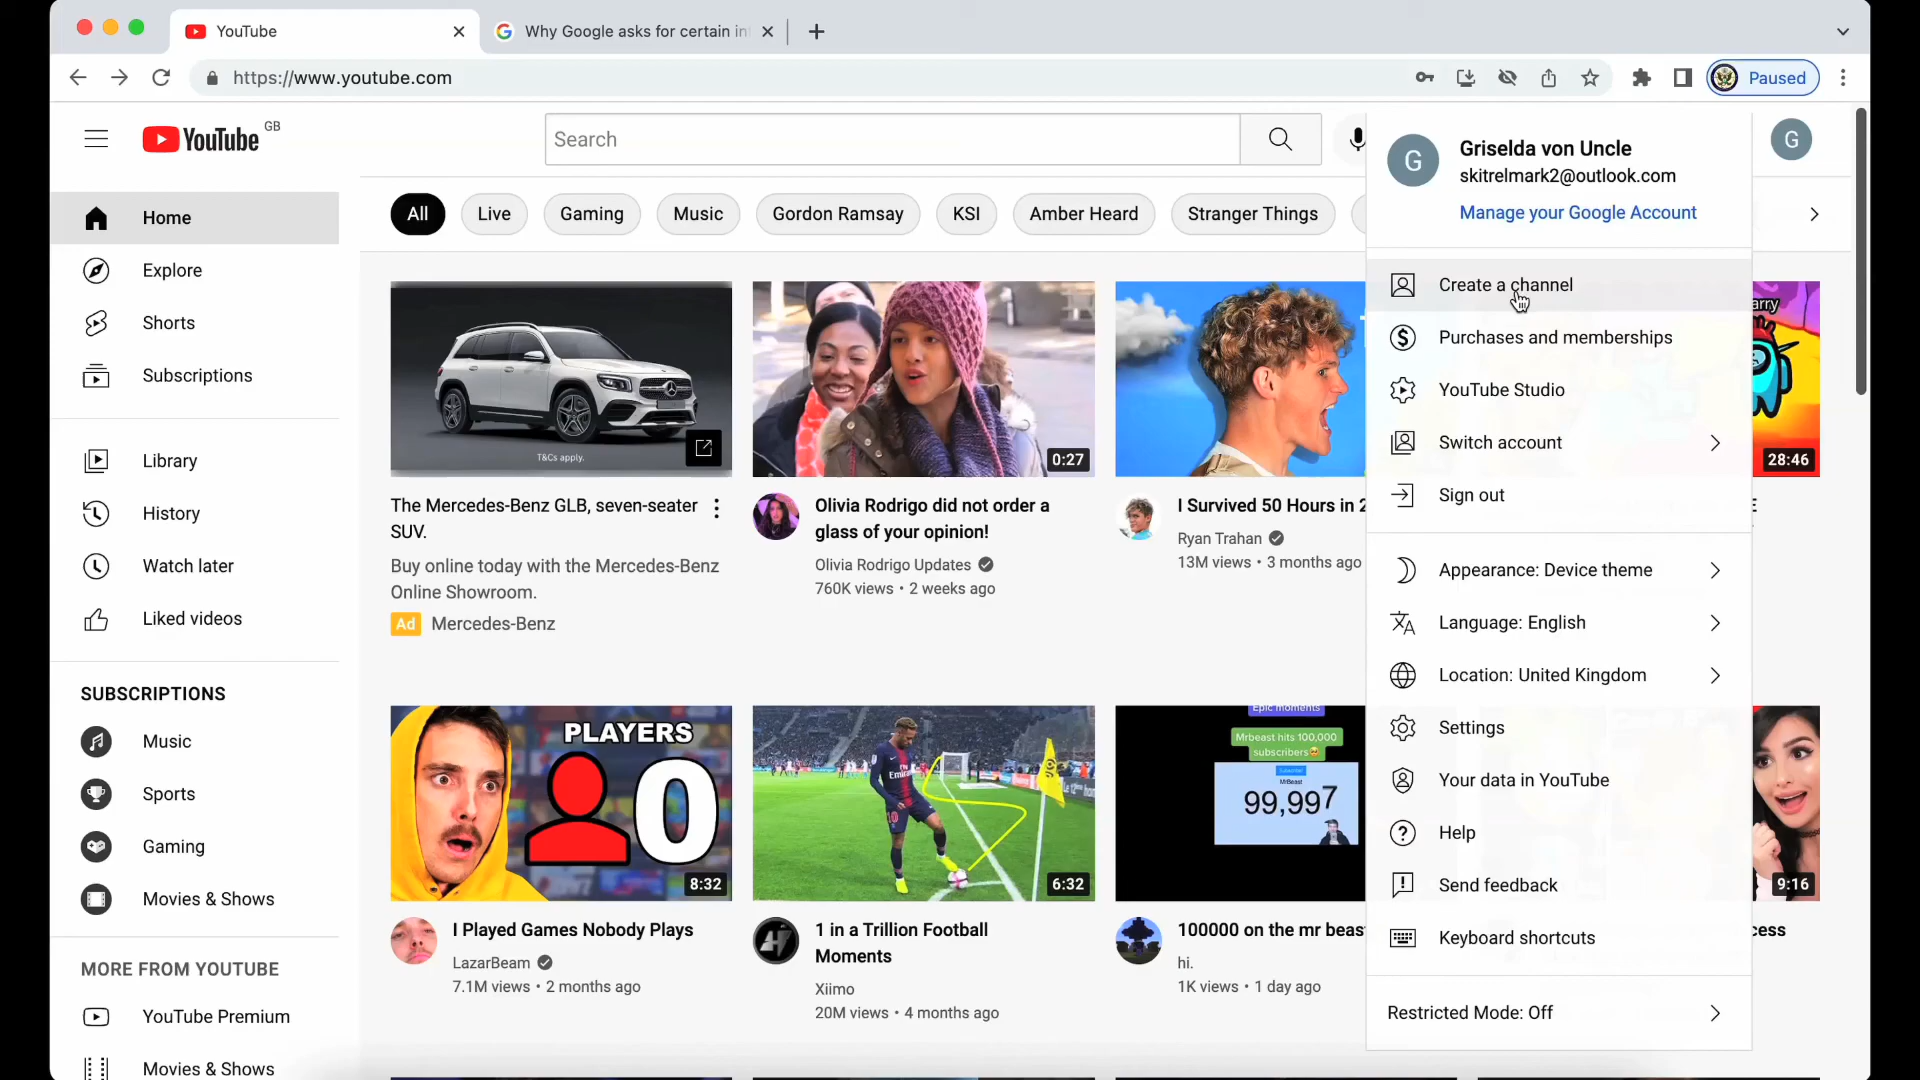 YouTube
Why Google asks for certain in
https://www.youtube.com
Paused
YouTube GB
Search
G
Home
Explore
Shorts
Subscriptions
Library
History
Watch later
Liked videos
SUBSCRIPTIONS
Music
Sports
Gaming
Movies & Shows
MORE FROM YOUTUBE
YouTube Premium
Movies & Shows
All
Live
Gaming
Music
Gordon Ramsay
KSI
Amber Heard
Stranger Things
T&Cs apply.
The Mercedes-Benz GLB, seven-seater
SUV.
Buy online today with the Mercedes-Benz
Online Showroom.
Ad Mercedes-Benz
0:27
Olivia Rodrigo did not order a
glass of your opinion!
Olivia Rodrigo Updates
760K views • 2 weeks ago
I Survived 50 Hours in 2
Ryan Trahan
13M views • 3 months ago
arry
28:46
PLAYERS
0
8:32
I Played Games Nobody Plays
LazarBeam
7.1M views • 2 months ago
6:32
1 in a Trillion Football
Moments
Xiimo
20M views • 4 months ago
Epic moments
Mrbeast hits 100,000
subscribers
MrBeast
99,997
100000 on the mr beas
hi.
1K views • 1 day ago
9:16
cess
G
Griselda von Uncle
skitrelmark2@outlook.com
Manage your Google Account
Create a channel
Purchases and memberships
YouTube Studio
Switch account
Sign out
Appearance: Device theme
Language: English
Location: United Kingdom
Settings
Your data in YouTube
Help
Send feedback
Keyboard shortcuts
Restricted Mode: Off